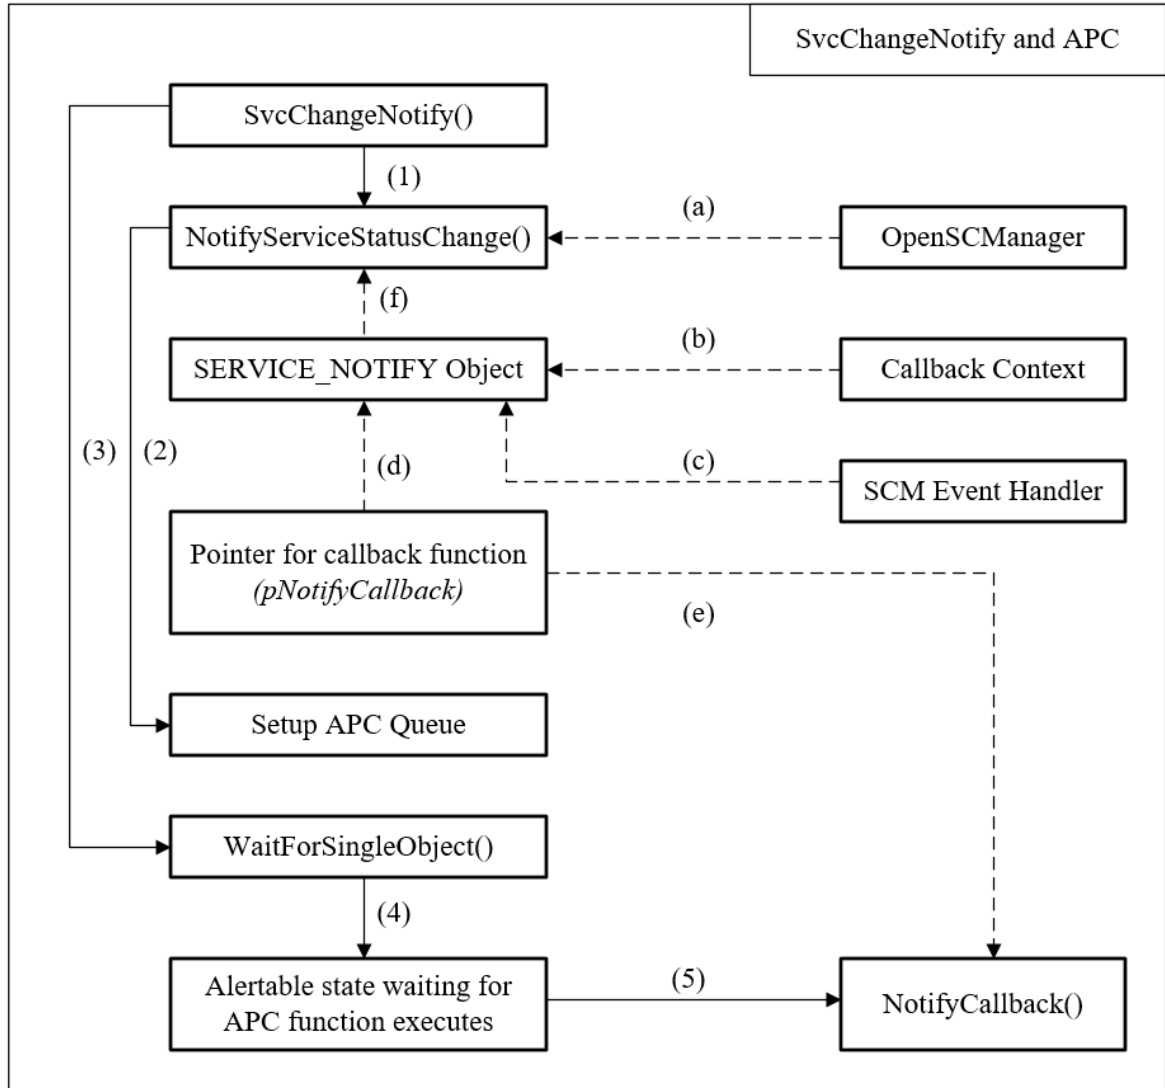 SvcChangeNotify and APC
SvcChangeNotify()
(1)
(a)
NotifyServiceStatusChange()
OpenSCManager
(f)
(b)
SERVICE_NOTIFY Object
Callback Context
(3)
(2)
(d)
(c)
SCM Event Handler
Pointer for callback function
(pNotifyCallback)
(e)
Setup APC Queue
WaitForSingleObject()
(4)
Alertable state waiting for
APC function executes
(5)
NotifyCallback()